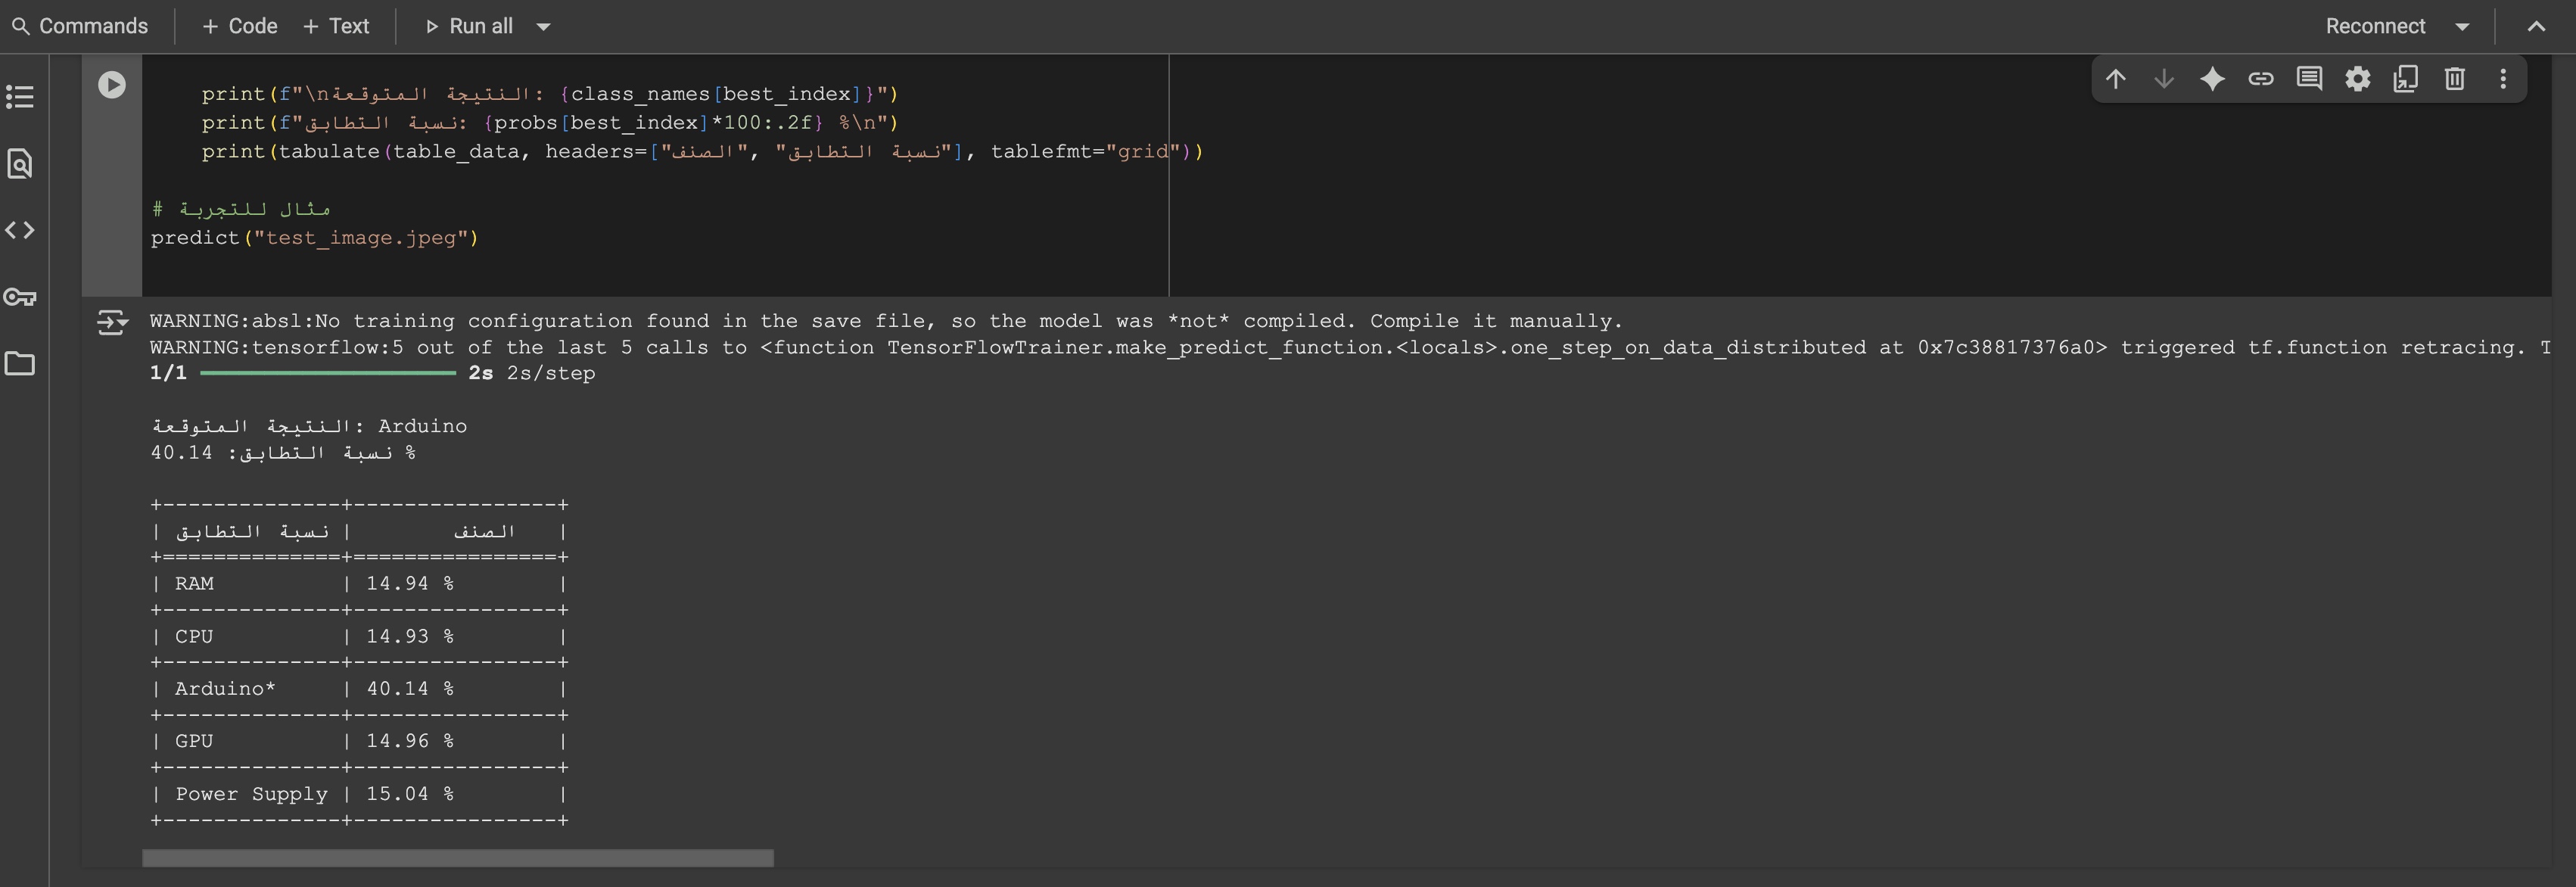 Commands + Code + Text Run all Reconnect
print(f"\nالنتيجة المتوقعة: {class_names[best_index]}")
print(f"نسبة التطابق: {probs[best_index]*100:.2f} %\n")
print(tabulate(table_data, headers=["الصنف", "نسبة التطابق"], tablefmt="grid"))
# مثال للتجربة
predict("test_image.jpeg")
WARNING:absl:No training configuration found in the save file, so the model was *not* compiled. Compile it manually.
WARNING:tensorflow:5 out of the last 5 calls to <function TensorFlowTrainer.make_predict_function.<locals>.one_step_on_data_distributed at 0x7c38817376a0> triggered tf.function retracing. T
1/1 ━━━━━━━━━━━━━━━━━━━━ 2s 2s/step
النتيجة المتوقعة: Arduino
نسبة التطابق: 40.14 %
+--------------+----------------+
| نسبة التطابق | الصنف |
+==============+================+
| RAM | 14.94 % |
+--------------+----------------+
| CPU | 14.93 % |
+--------------+----------------+
| Arduino* | 40.14 % |
+--------------+----------------+
| GPU | 14.96 % |
+--------------+----------------+
| Power Supply | 15.04 % |
+--------------+----------------+